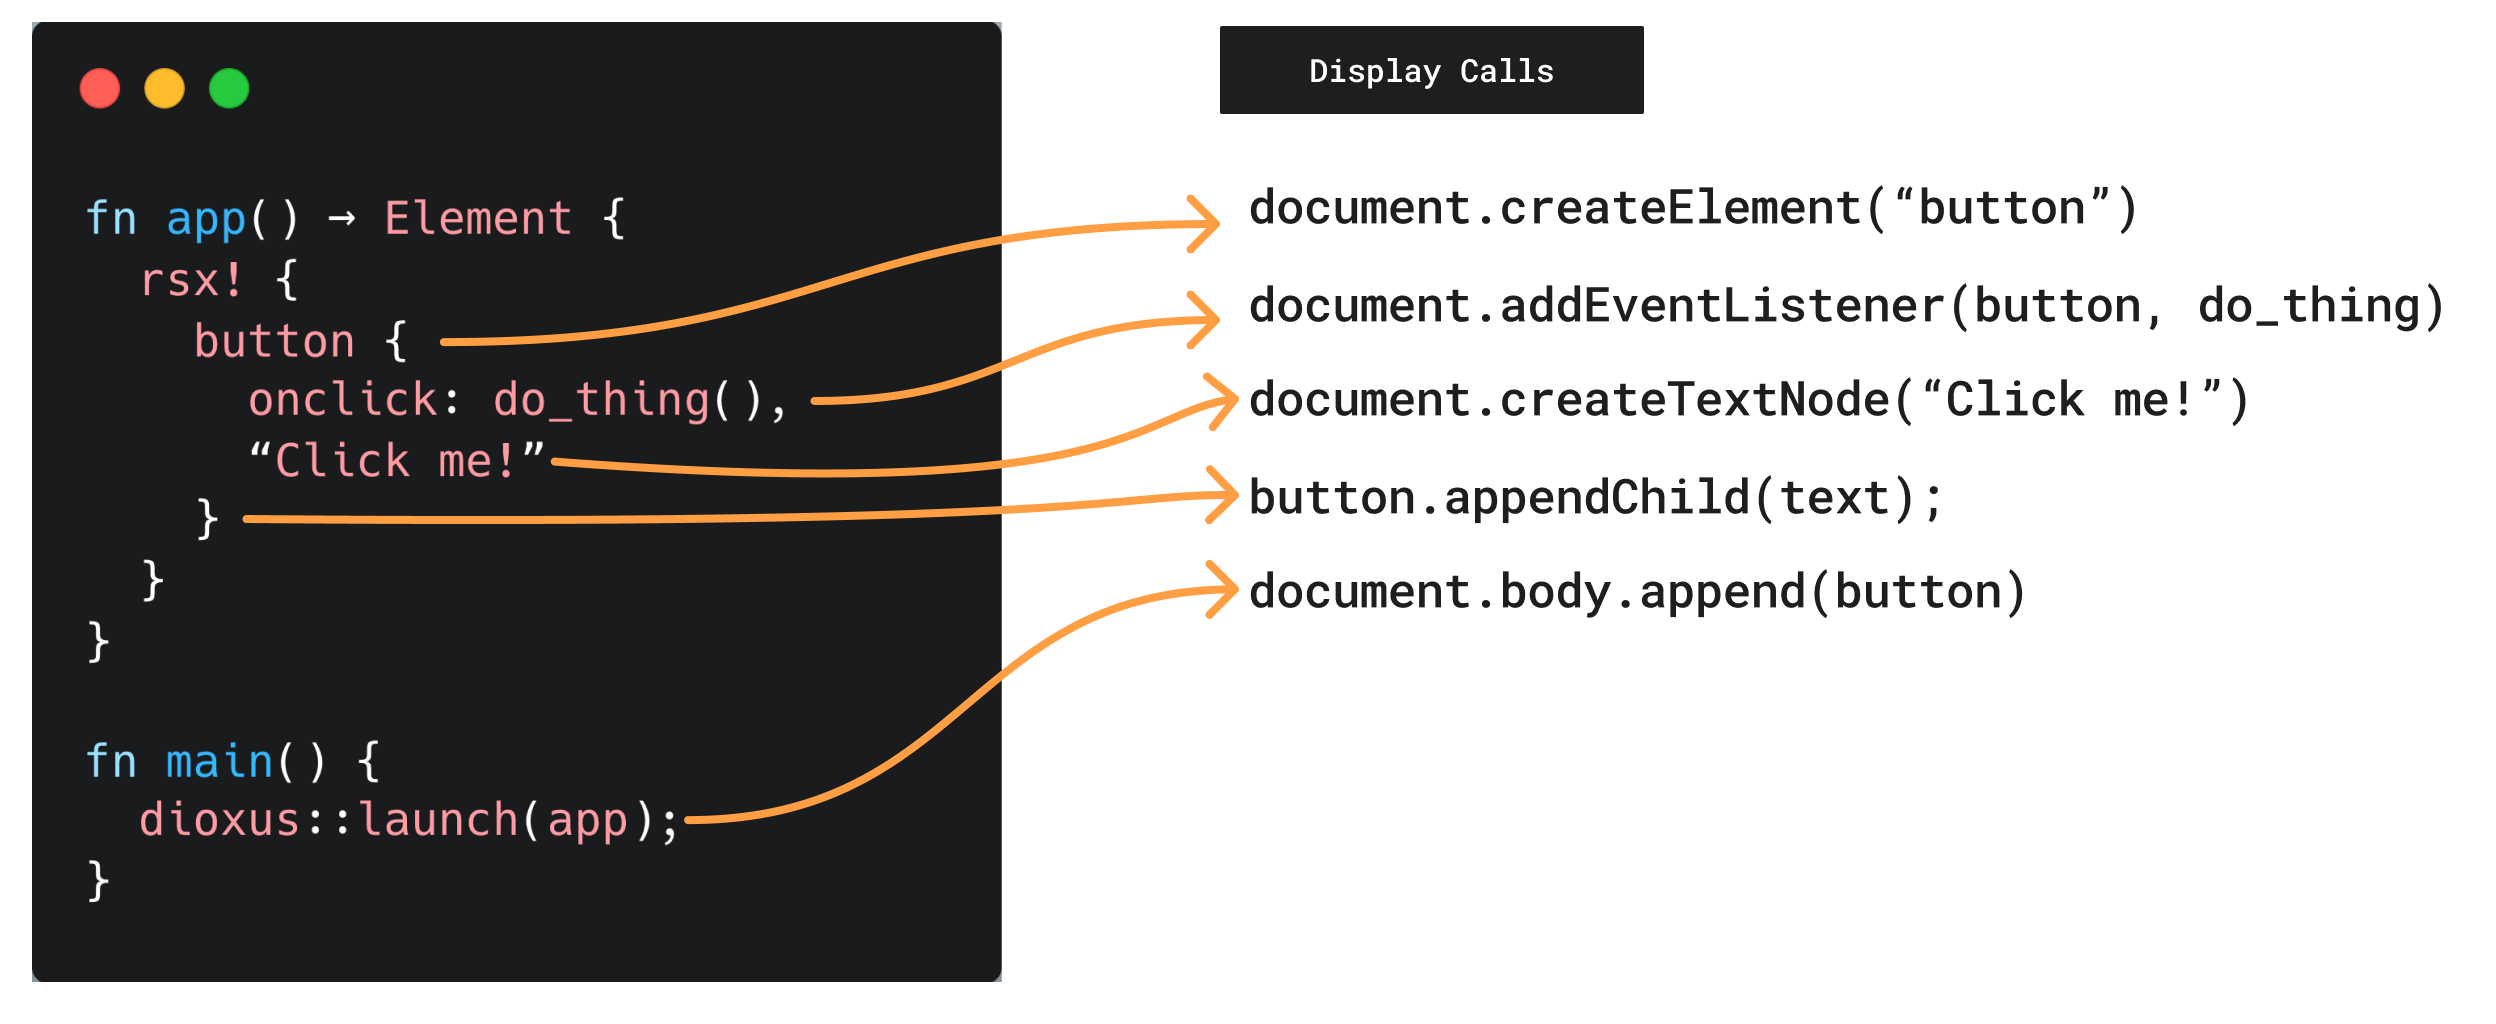 fn app() → Element {
rsx! {
button {
onclick: do_thing(),
“Click me!”
}
}
}
fn main() {
dioxus::launch(app);
}
Display Calls
document.createElement(“button”)
document.addEventListener(button, do_thing)
document.createTextNode(“Click me!”)
button.appendChild(text);
document.body.append(button)